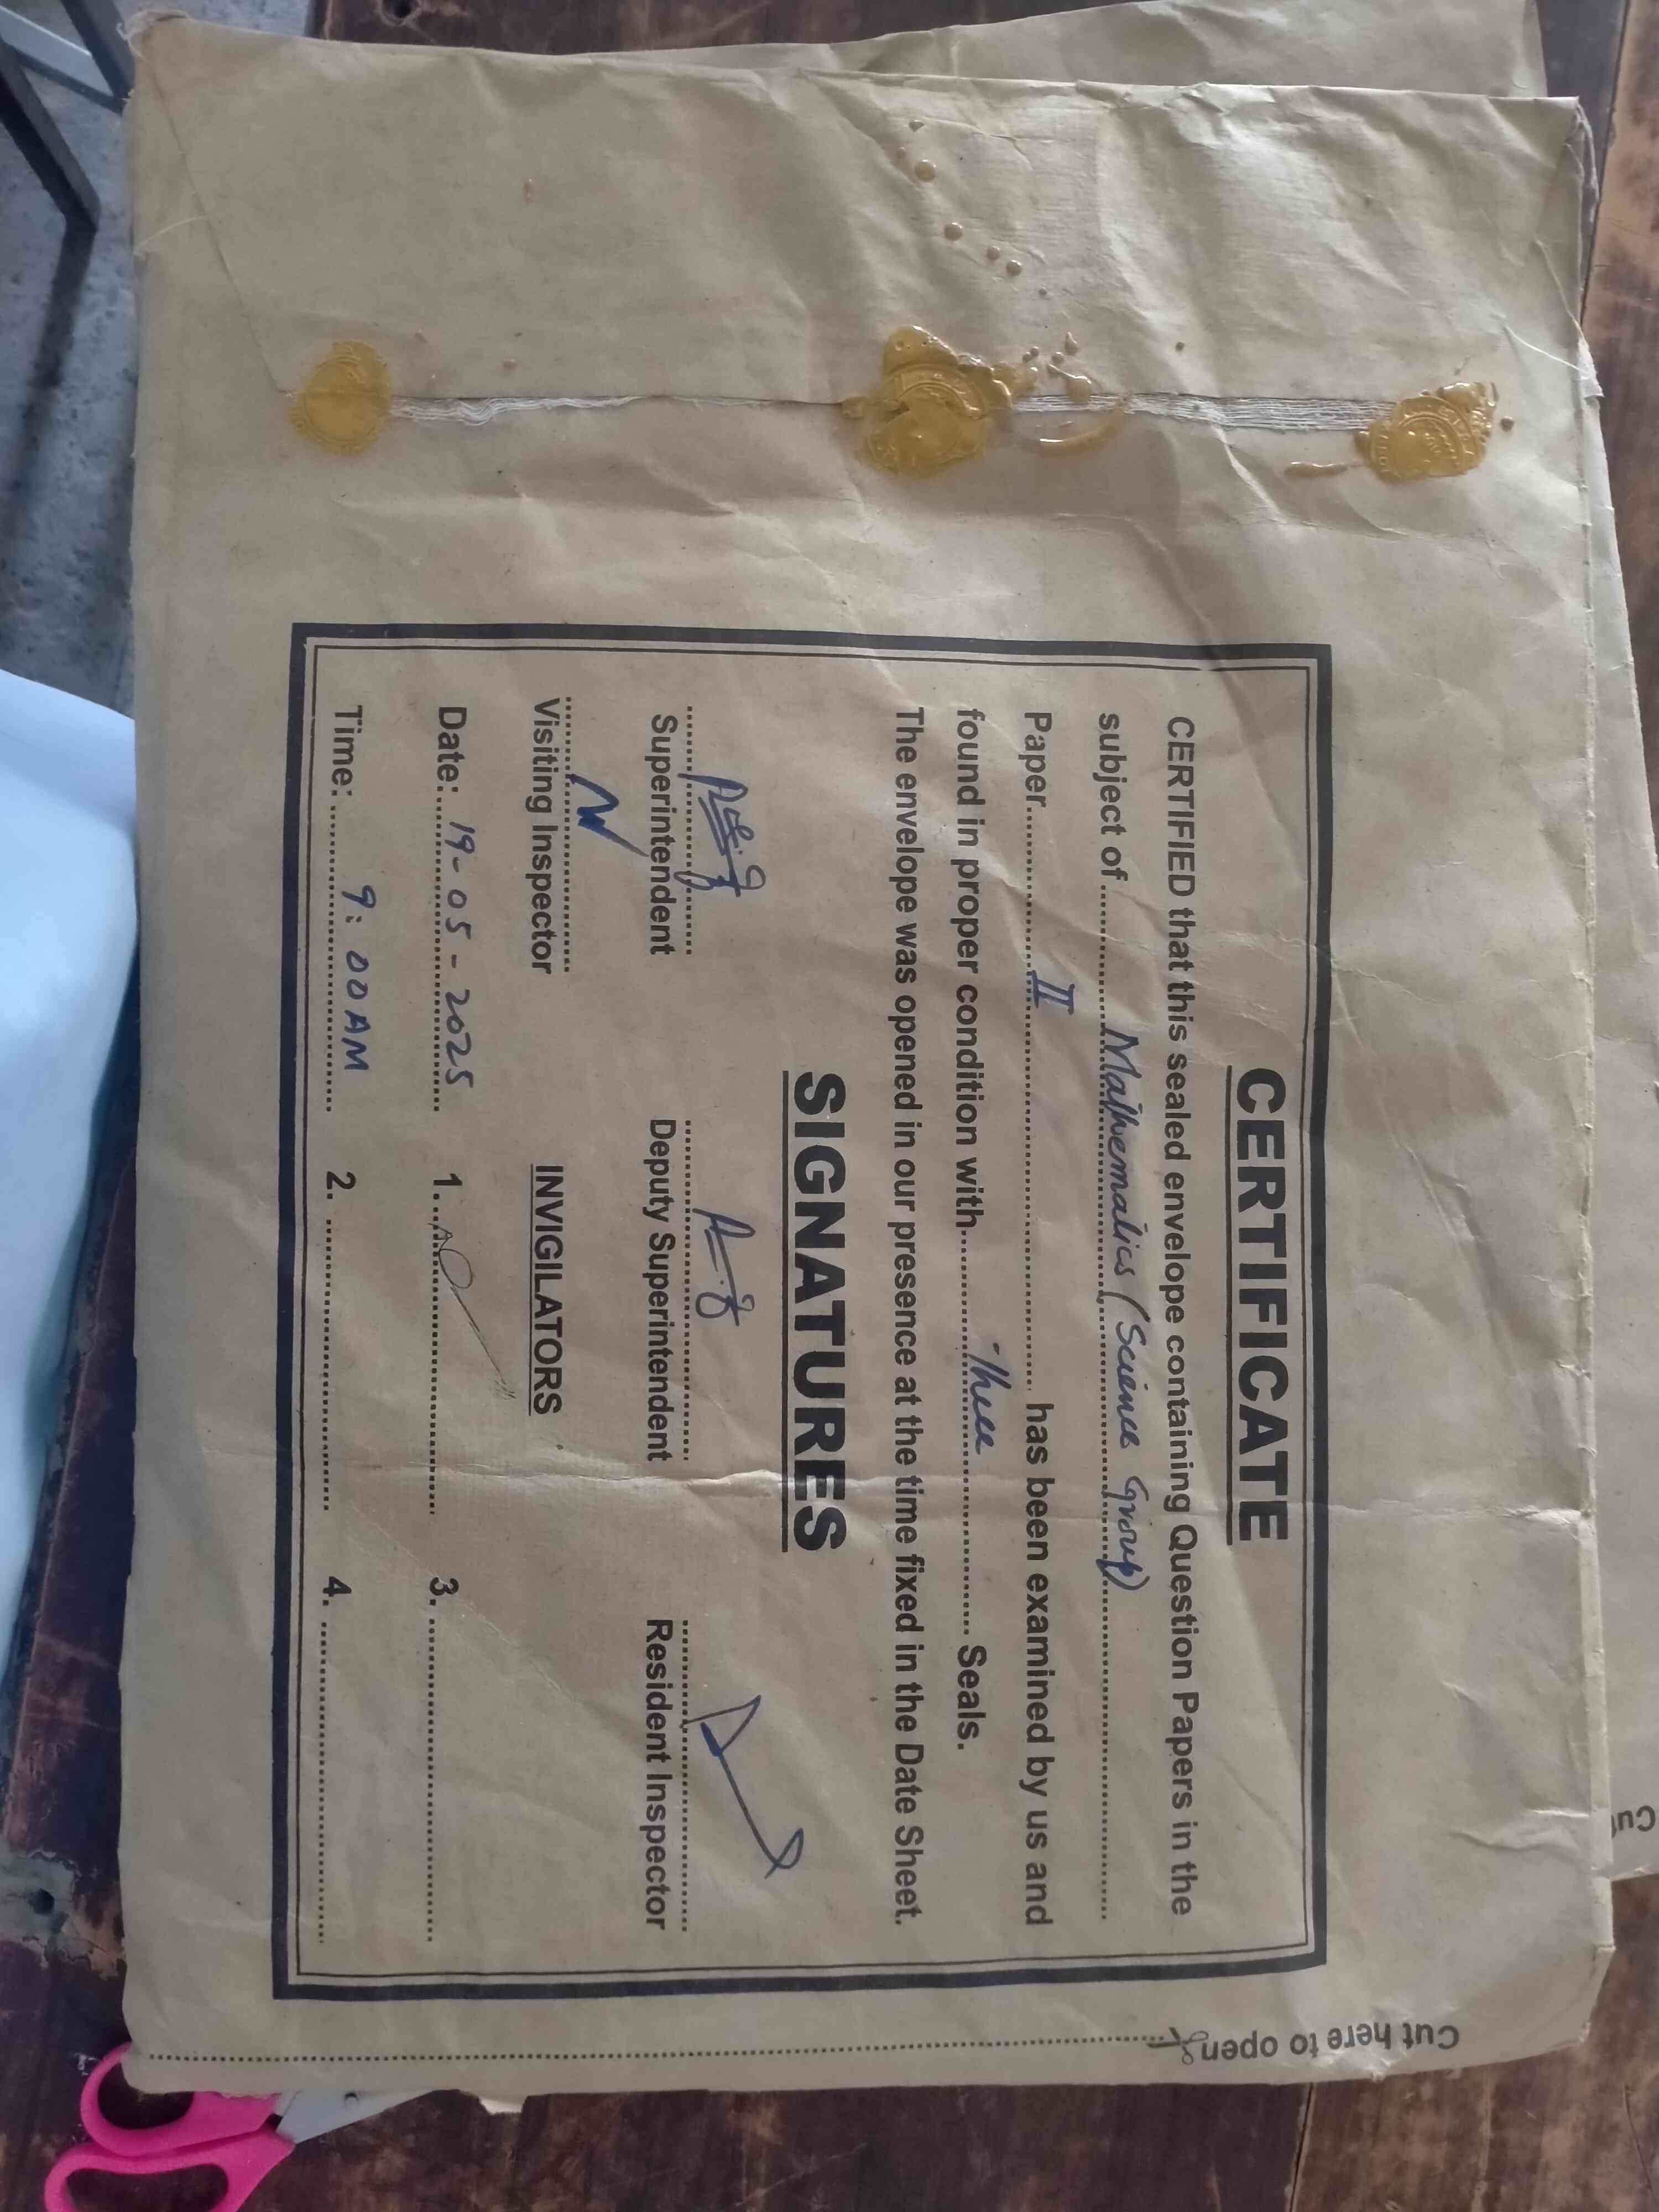 CERTIFICATE
CERTIFIED that this sealed envelope containing Question Papers in the
subject of.......Mathematics (Science Group)...........
Paper..........II.......... has been examined by us and
found in proper condition with..........Three.......... Seals.
The envelope was opened in our presence at the time fixed in the Date Sheet.
SIGNATURES
Superintendent Deputy Superintendent Resident Inspector
Visiting Inspector INVIGILATORS
Date:....19-05-2025.... 1............ 3. ............
Time:......9:00 AM...... 2. ............ 4. ............
Cut here to open
Cut